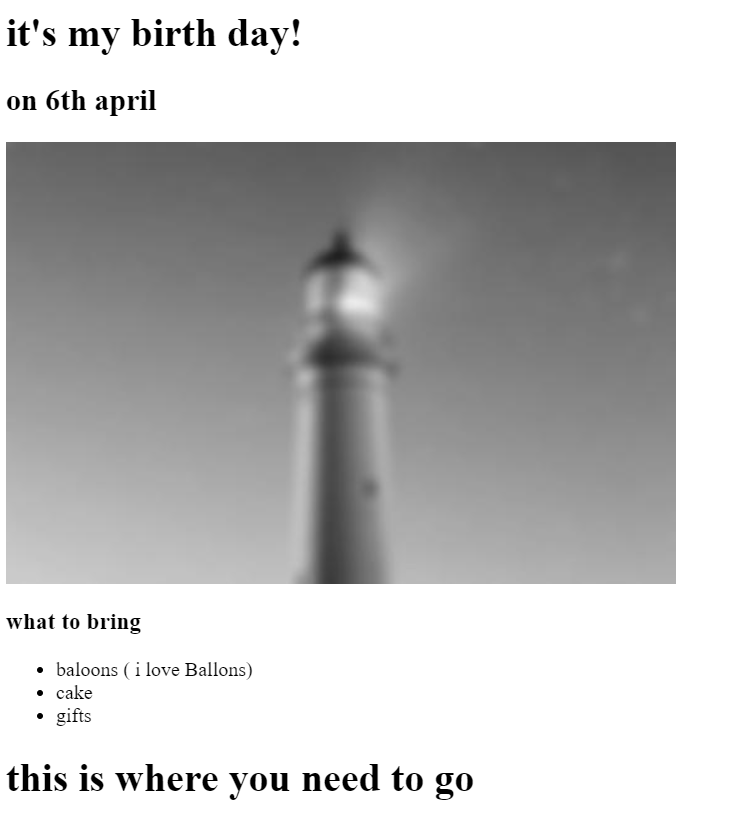 it's my birth day!
on 6th april
what to bring
baloons ( i love Ballons)
cake
gifts
this is where you need to go